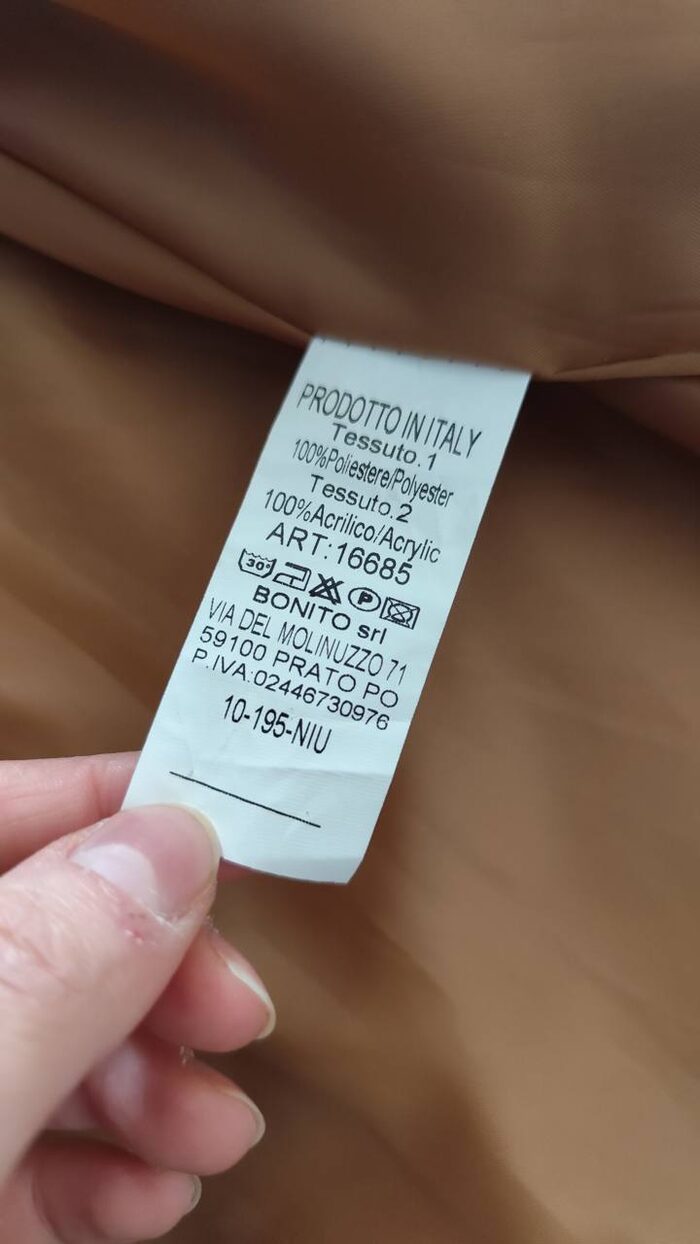 PRODOTTO IN ITALY
Tessuto.1
100%Poliestere/Polyester
Tessuto.2
100%Acrilico/Acrylic
ART:16685
30° P
BONITO srl
VIA DEL MOLINUZZO 71
59100 PRATO PO
P.IVA:02446730976
10-195-NIU